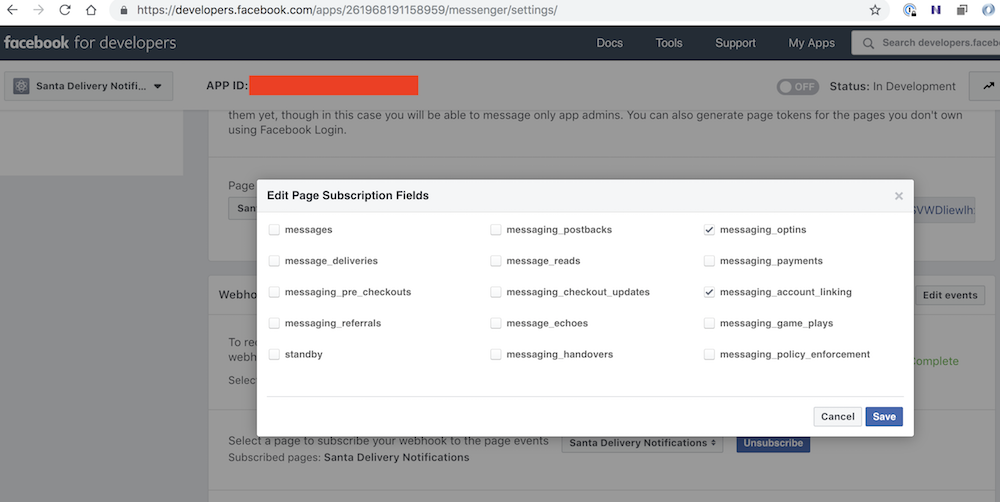 https://developers.facebook.com/apps/261968191158959/messenger/settings/
facebook for developers
Docs Tools Support My Apps Search developers.faceb
Santa Delivery Notifi... APP ID: OFF Status: In Development
them yet, though in this case you will be able to message only app admins. You can also generate page tokens for the pages you don't own
using Facebook Login.
Page
Edit Page Subscription Fields
messages messaging_postbacks messaging_optins
message_deliveries message_reads messaging_payments
messaging_pre_checkouts messaging_checkout_updates messaging_account_linking
messaging_referrals message_echoes messaging_game_plays
standby messaging_handovers messaging_policy_enforcement
Cancel Save
San
SVWDliewlh
Webho
Edit events
To re
webh
Complete
Selec
Select a page to subscribe your webhook to the page events Santa Delivery Notifications Unsubscribe
Subscribed pages: Santa Delivery Notifications